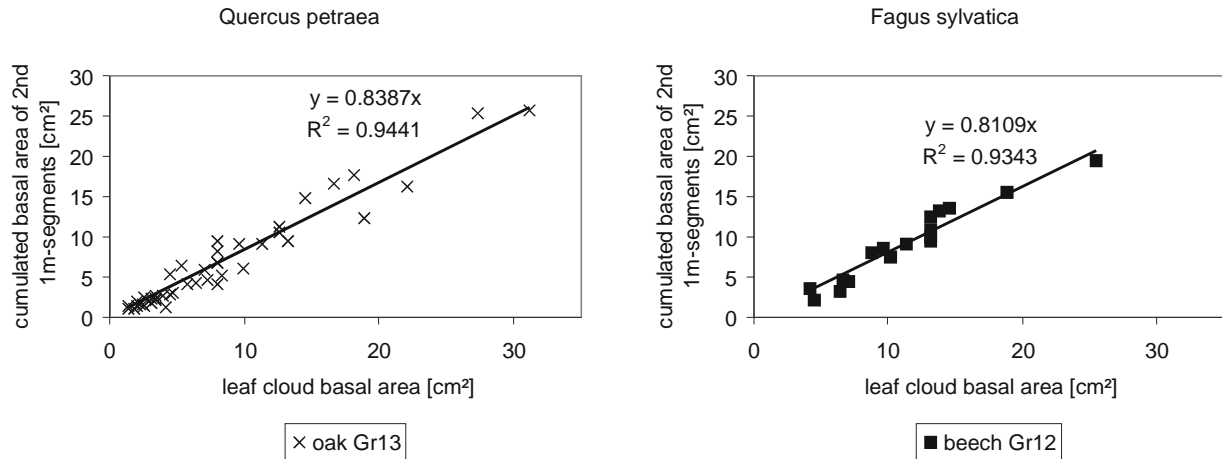 Quercus petraea
cumulated basal area of 2nd
1m-segments [cm²]
30
25
20
15
10
5
0
y = 0.8387x
R² = 0.9441
0
10
20
30
leaf cloud basal area [cm²]
oak Gr13
Fagus sylvatica
cumulated basal area of 2nd
1m-segments [cm²]
30
25
20
15
10
5
0
y = 0.8109x
R² = 0.9343
0
10
20
30
leaf cloud basal area [cm²]
beech Gr12